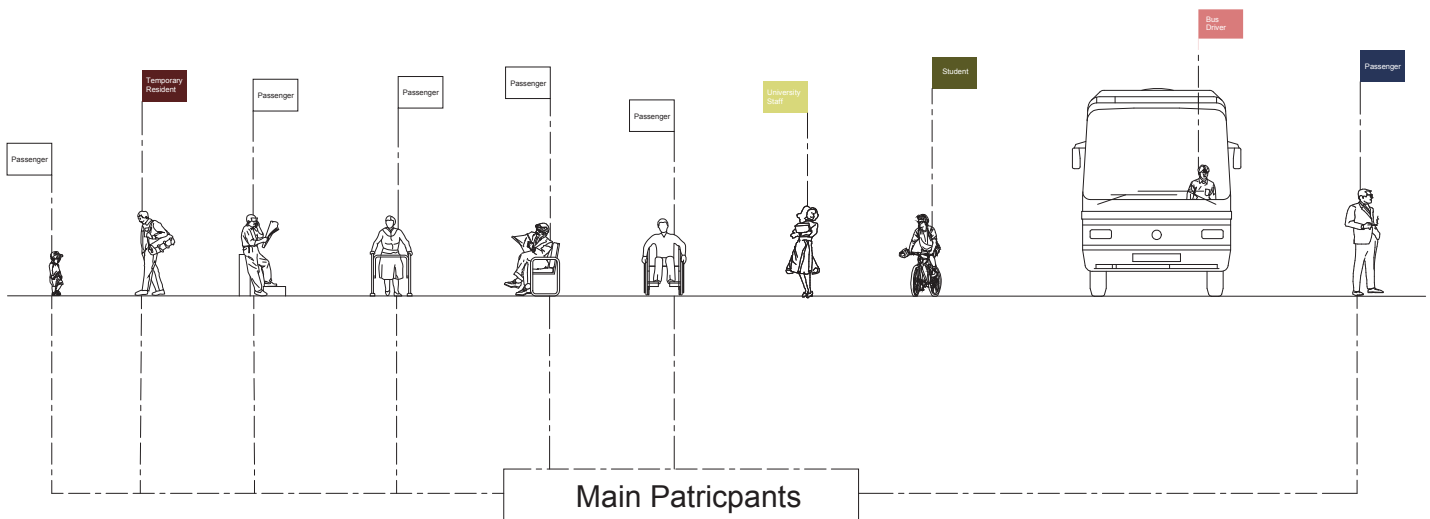 Passenger
Temporary
Resident
Passenger
Passenger
Passenger
Passenger
University
Staff
Student
Bus
Driver
Passenger
Main Patricpants